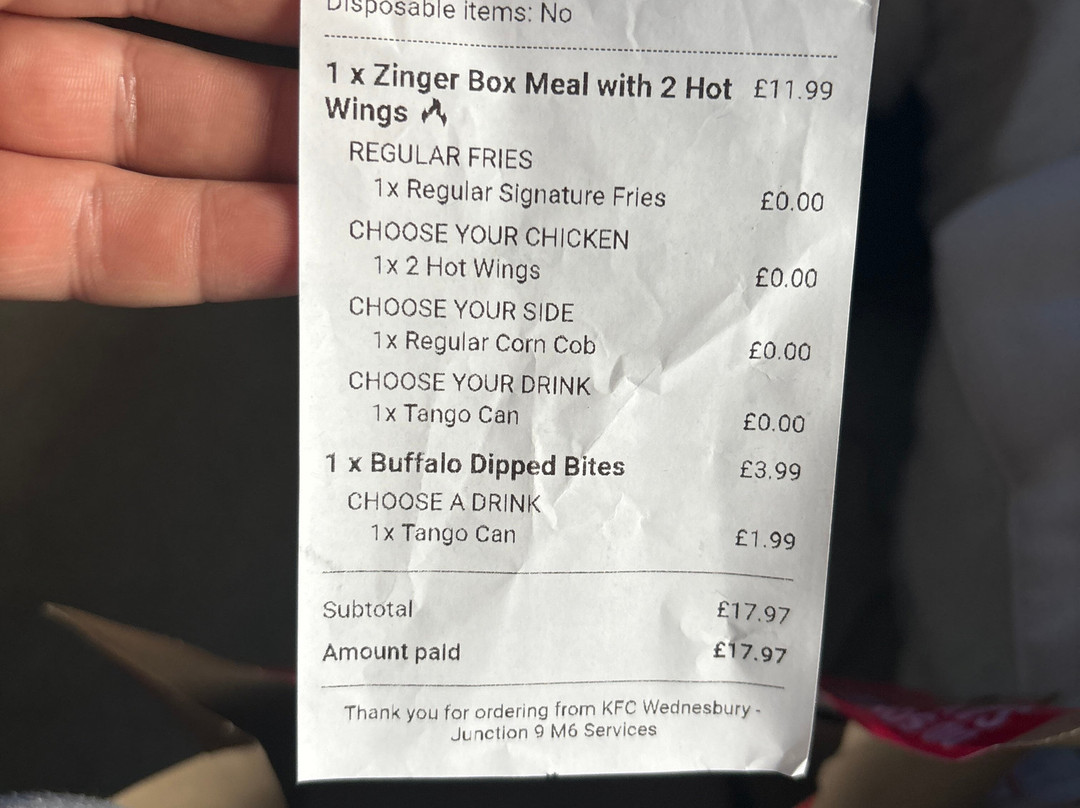 Disposable items: No
1 x Zinger Box Meal with 2 Hot £11.99
Wings
REGULAR FRIES
1x Regular Signature Fries £0.00
CHOOSE YOUR CHICKEN
1x 2 Hot Wings £0.00
CHOOSE YOUR SIDE
1x Regular Corn Cob £0.00
CHOOSE YOUR DRINK
1x Tango Can £0.00
1 x Buffalo Dipped Bites £3.99
CHOOSE A DRINK
1x Tango Can £1.99
Subtotal £17.97
Amount paid £17.97
Thank you for ordering from KFC Wednesbury -
Junction 9 M6 Services